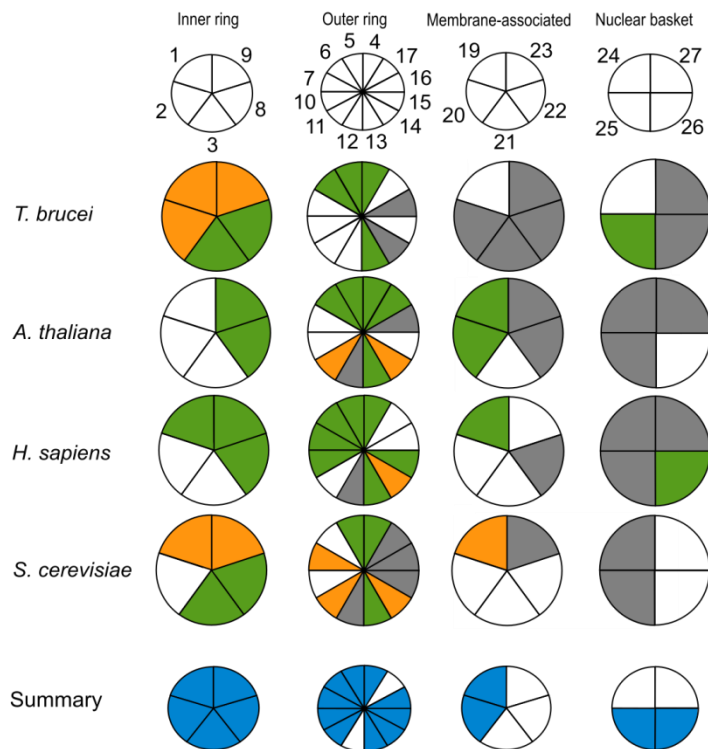 Inner ring Outer ring Membrane-associated Nuclear basket
1 9 2 8 3
5 4 6 17 7 16 10 15 11 14 12 13
19 23 20 22 21
24 27 25 26
T. brucei
A. thaliana
H. sapiens
S. cerevisiae
Summary